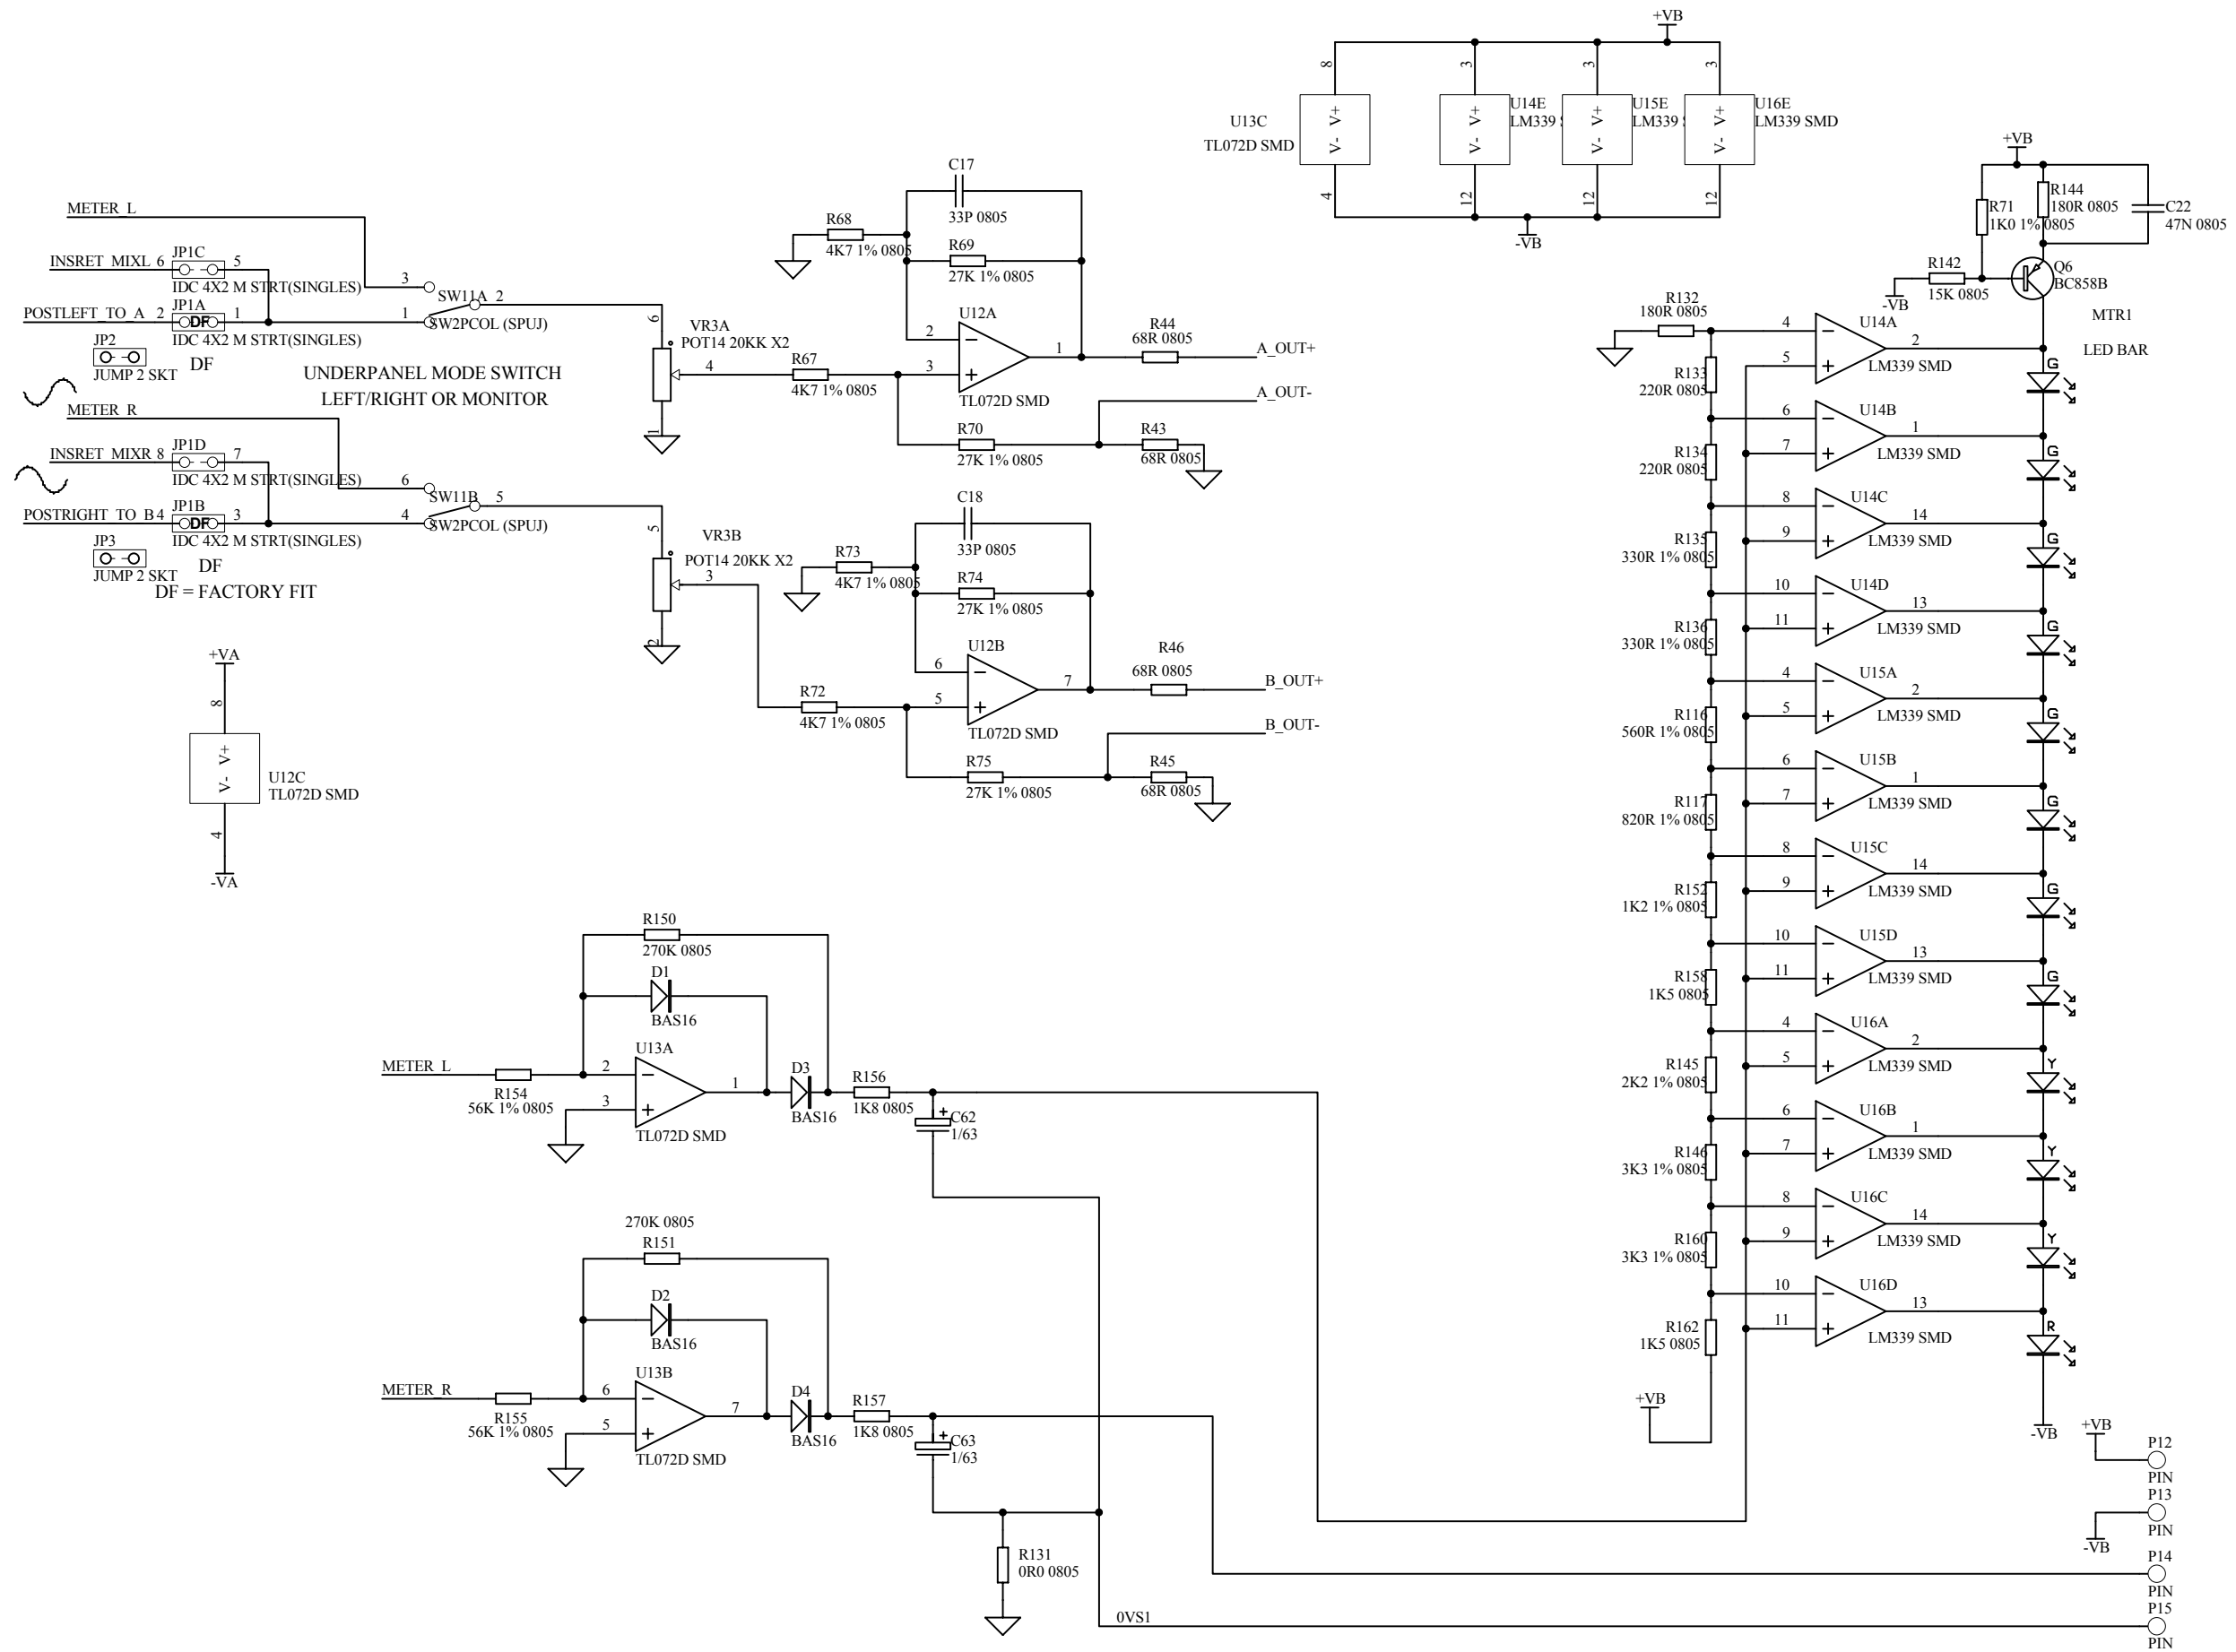 +VB
8
3
3
3
U13C
TL072D SMD
V- V+
U14E
LM339 S
V- V+
U15E
LM339 S
V- V+
U16E
LM339 SMD
V- V+
4
12
12
12
-VB
METER_L
INSRET_MIXL 6
JP1C
5
IDC 4X2 M STRT(SINGLES)
POSTLEFT_TO_A 2
JP1A
DF
1
IDC 4X2 M STRT(SINGLES)
JP2
JUMP 2 SKT
DF
3
SW11A 2
1
SW2PCOL (SPUJ)
UNDERPANEL MODE SWITCH
LEFT/RIGHT OR MONITOR
METER_R
INSRET_MIXR 8
JP1D
7
IDC 4X2 M STRT(SINGLES)
POSTRIGHT_TO_B 4
JP1B
DF
3
IDC 4X2 M STRT(SINGLES)
JP3
JUMP 2 SKT
DF
DF = FACTORY FIT
6
SW11B 5
4
SW2PCOL (SPUJ)
6
VR3A
POT14 20KK X2
4
1
R67
4K7 1% 0805
R68
4K7 1% 0805
C17
33P 0805
R69
27K 1% 0805
U12A
2
3
1
TL072D SMD
R44
68R 0805
A_OUT+
A_OUT-
R70
27K 1% 0805
R43
68R 0805
5
VR3B
POT14 20KK X2
3
2
R73
4K7 1% 0805
C18
33P 0805
R74
27K 1% 0805
R72
4K7 1% 0805
U12B
6
5
7
TL072D SMD
R46
68R 0805
B_OUT+
B_OUT-
R75
27K 1% 0805
R45
68R 0805
+VA
8
V- V+
U12C
TL072D SMD
4
-VA
R150
270K 0805
D1
BAS16
METER_L
R154
56K 1% 0805
U13A
2
3
1
TL072D SMD
D3
BAS16
R156
1K8 0805
+
C62
1/63
270K 0805
R151
D2
BAS16
METER_R
R155
56K 1% 0805
U13B
6
5
7
TL072D SMD
D4
BAS16
R157
1K8 0805
+
C63
1/63
R131
0R0 0805
0VS1
+VB
R71
1K0 1% 0805
R144
180R 0805
C22
47N 0805
R142
15K 0805
-VB
Q6
BC858B
MTR1
LED BAR
R132
180R 0805
4
5
U14A
2
LM339 SMD
G
R133
220R 0805
6
7
U14B
1
LM339 SMD
G
R134
220R 0805
8
9
U14C
14
LM339 SMD
G
R135
330R 1% 0805
10
11
U14D
13
LM339 SMD
G
R136
330R 1% 0805
4
5
U15A
2
LM339 SMD
G
R116
560R 1% 0805
6
7
U15B
1
LM339 SMD
G
R117
820R 1% 0805
8
9
U15C
14
LM339 SMD
G
R152
1K2 1% 0805
10
11
U15D
13
LM339 SMD
G
R158
1K5 0805
4
5
U16A
2
LM339 SMD
Y
R145
2K2 1% 0805
6
7
U16B
1
LM339 SMD
Y
R146
3K3 1% 0805
8
9
U16C
14
LM339 SMD
Y
R160
3K3 1% 0805
10
11
U16D
13
LM339 SMD
R
R162
1K5 0805
+VB
-VB
+VB
P12
PIN
P13
PIN
-VB
P14
PIN
P15
PIN